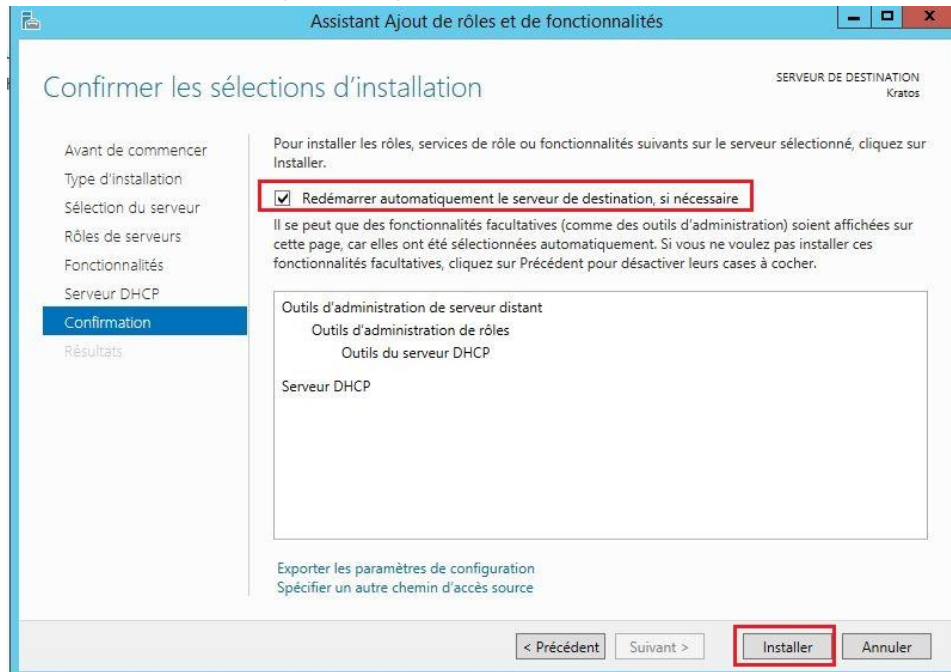 Assistant Ajout de rôles et de fonctionnalités
Confirmer les sélections d'installation
SERVEUR DE DESTINATION
Kratos
Avant de commencer
Type d'installation
Sélection du serveur
Rôles de serveurs
Fonctionnalités
Serveur DHCP
Confirmation
Résultats
Pour installer les rôles, services de rôle ou fonctionnalités suivants sur le serveur sélectionné, cliquez sur
Installer.
Redémarrer automatiquement le serveur de destination, si nécessaire
Il se peut que des fonctionnalités facultatives (comme des outils d'administration) soient affichées sur
cette page, car elles ont été sélectionnées automatiquement. Si vous ne voulez pas installer ces
fonctionnalités facultatives, cliquez sur Précédent pour désactiver leurs cases à cocher.
Outils d'administration de serveur distant
Outils d'administration de rôles
Outils du serveur DHCP
Serveur DHCP
Exporter les paramètres de configuration
Spécifier un autre chemin d'accès source
< Précédent
Suivant >
Installer
Annuler